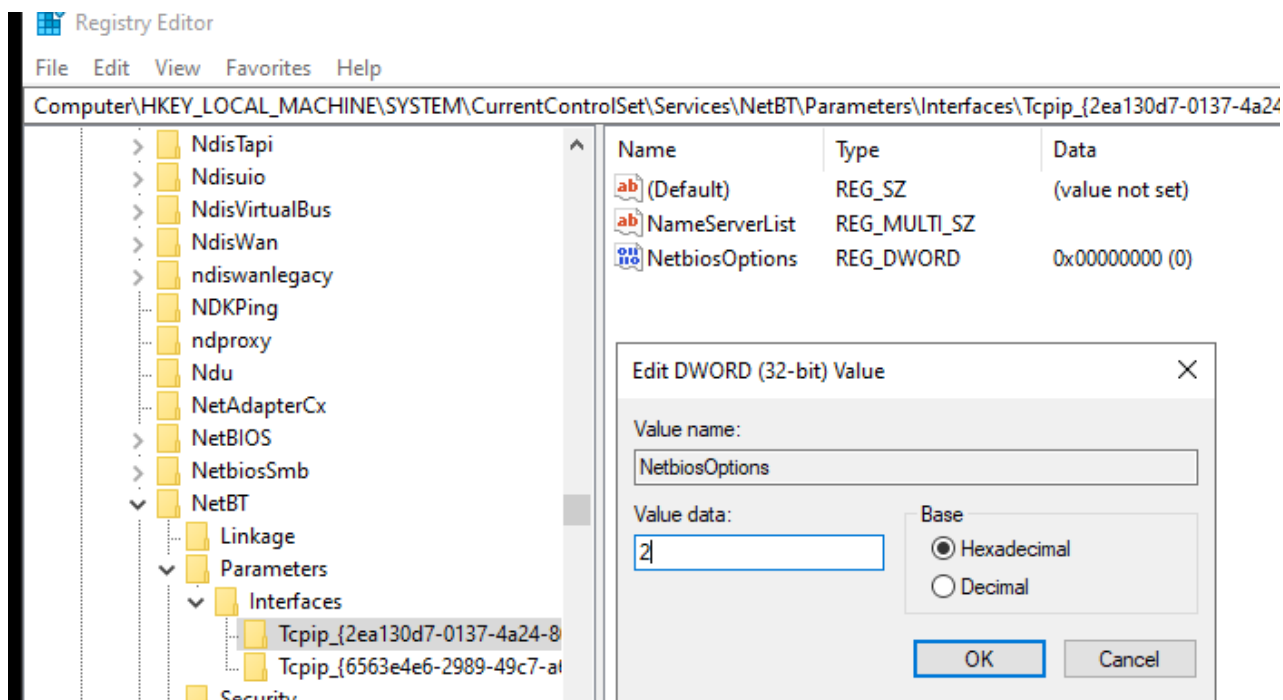 Registry Editor
File Edit View Favorites Help
Computer\HKEY_LOCAL_MACHINE\SYSTEM\CurrentControlSet\Services\NetBT\Parameters\Interfaces\Tcpip_{2ea130d7-0137-4a24
NdisTapi
Ndisuio
NdisVirtualBus
NdisWan
ndiswanlegacy
NDKPing
ndproxy
Ndu
NetAdapterCx
NetBIOS
NetbiosSmb
NetBT
Linkage
Parameters
Interfaces
Tcpip_{2ea130d7-0137-4a24-8
Tcpip_{6563e4e6-2989-49c7-a
Security
Name Type Data
(Default) REG_SZ (value not set)
NameServerList REG_MULTI_SZ
NetbiosOptions REG_DWORD 0x00000000 (0)
Edit DWORD (32-bit) Value
Value name:
NetbiosOptions
Value data:
2
Base
Hexadecimal
Decimal
OK Cancel